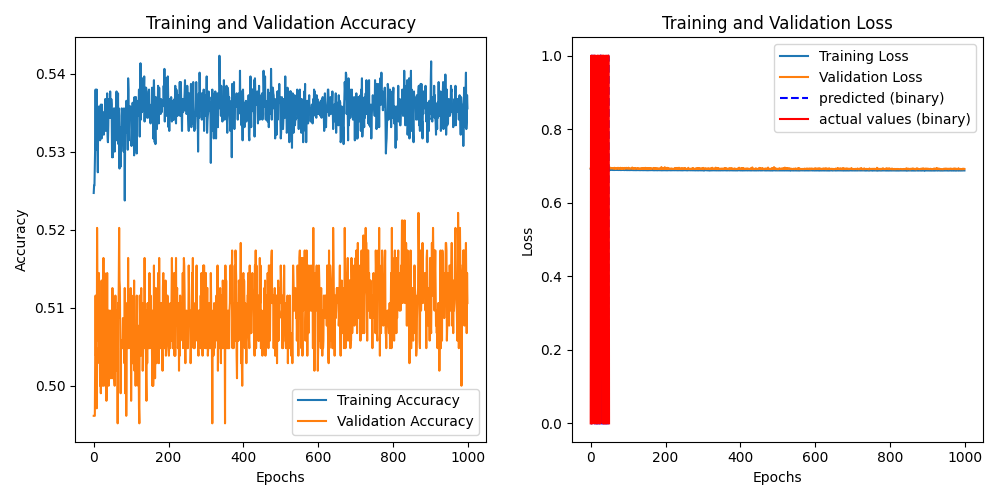 Training and Validation Accuracy
0.54
0.53
0.52
0.51
0.50
Accuracy
0
200
400
600
800
1000
Epochs
Training Accuracy
Validation Accuracy
Training and Validation Loss
1.0
0.8
0.6
0.4
0.2
0.0
Loss
0
200
400
600
800
1000
Epochs
Training Loss
Validation Loss
predicted (binary)
actual values (binary)